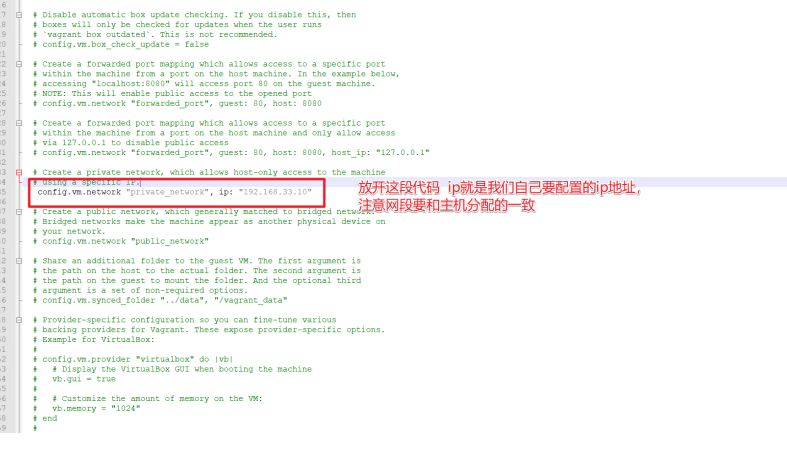 # Disable automatic box update checking. If you disable this, then
# boxes will only be checked for updates when the user runs
# `vagrant box outdated`. This is not recommended.
# config.vm.box_check_update = false
# Create a forwarded port mapping which allows access to a specific port
# within the machine from a port on the host machine. In the example below,
# accessing "localhost:8080" will access port 80 on the guest machine.
# NOTE: This will enable public access to the opened port
# config.vm.network "forwarded_port", guest: 80, host: 8080
# Create a forwarded port mapping which allows access to a specific port
# within the machine from a port on the host machine and only allow access
# via 127.0.0.1 to disable public access
# config.vm.network "forwarded_port", guest: 80, host: 8080, host_ip: "127.0.0.1"
# Create a private network, which allows host-only access to the machine
# using a specific IP.
config.vm.network "private_network", ip: "192.168.33.10"
放开这段代码 ip就是我们自己要配置的ip地址,
注意网段要和主机分配的一致
# Create a public network, which generally matched to bridged network.
# Bridged networks make the machine appear as another physical device on
# your network.
# config.vm.network "public_network"
# Share an additional folder to the guest VM. The first argument is
# the path on the host to the actual folder. The second argument is
# the path on the guest to mount the folder. And the optional third
# argument is a set of non-required options.
# config.vm.synced_folder "../data", "/vagrant_data"
# Provider-specific configuration so you can fine-tune various
# backing providers for Vagrant. These expose provider-specific options.
# Example for VirtualBox:
#
# config.vm.provider "virtualbox" do |vb|
#   # Display the VirtualBox GUI when booting the machine
#   vb.gui = true
#
#   # Customize the amount of memory on the VM:
#   vb.memory = "1024"
# end
#